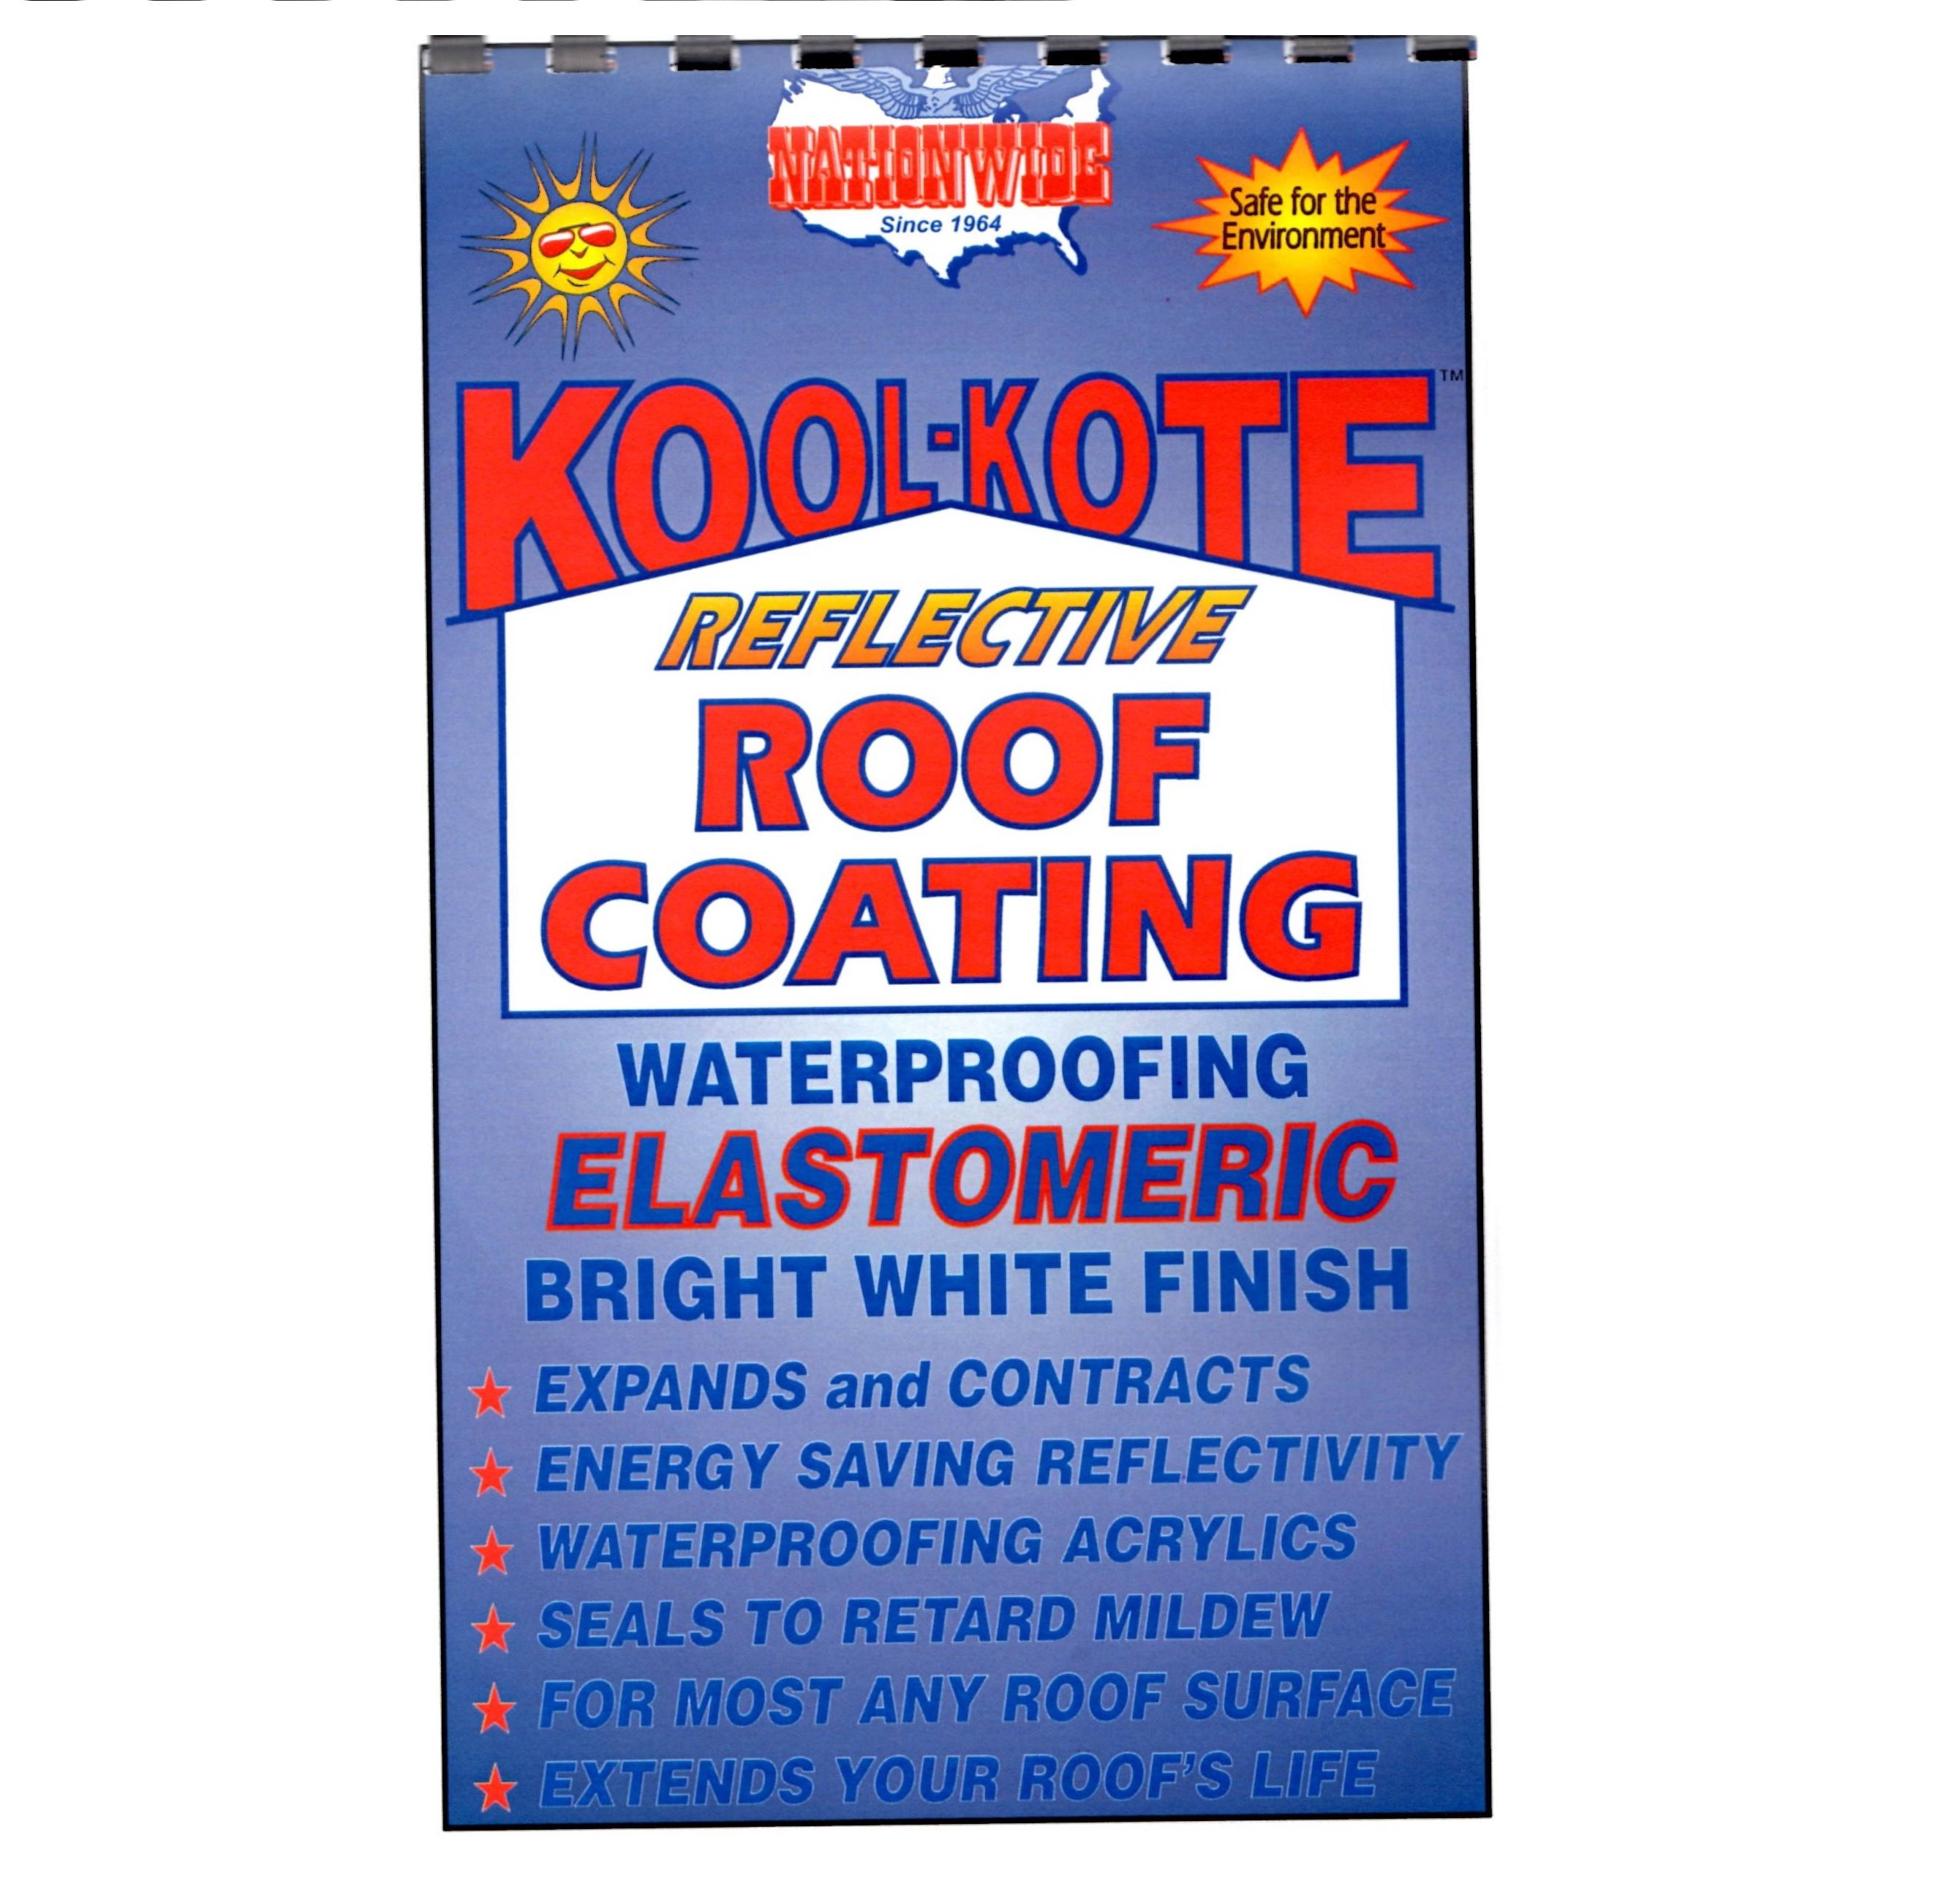 NATIONWIDE
Since 1964
Safe for the
Environment
KOOL-KOTE™
REFLECTIVE
ROOF
COATING
WATERPROOFING
ELASTOMERIC
BRIGHT WHITE FINISH
EXPANDS and CONTRACTS
ENERGY SAVING REFLECTIVITY
WATERPROOFING ACRYLICS
SEALS TO RETARD MILDEW
FOR MOST ANY ROOF SURFACE
EXTENDS YOUR ROOF'S LIFE